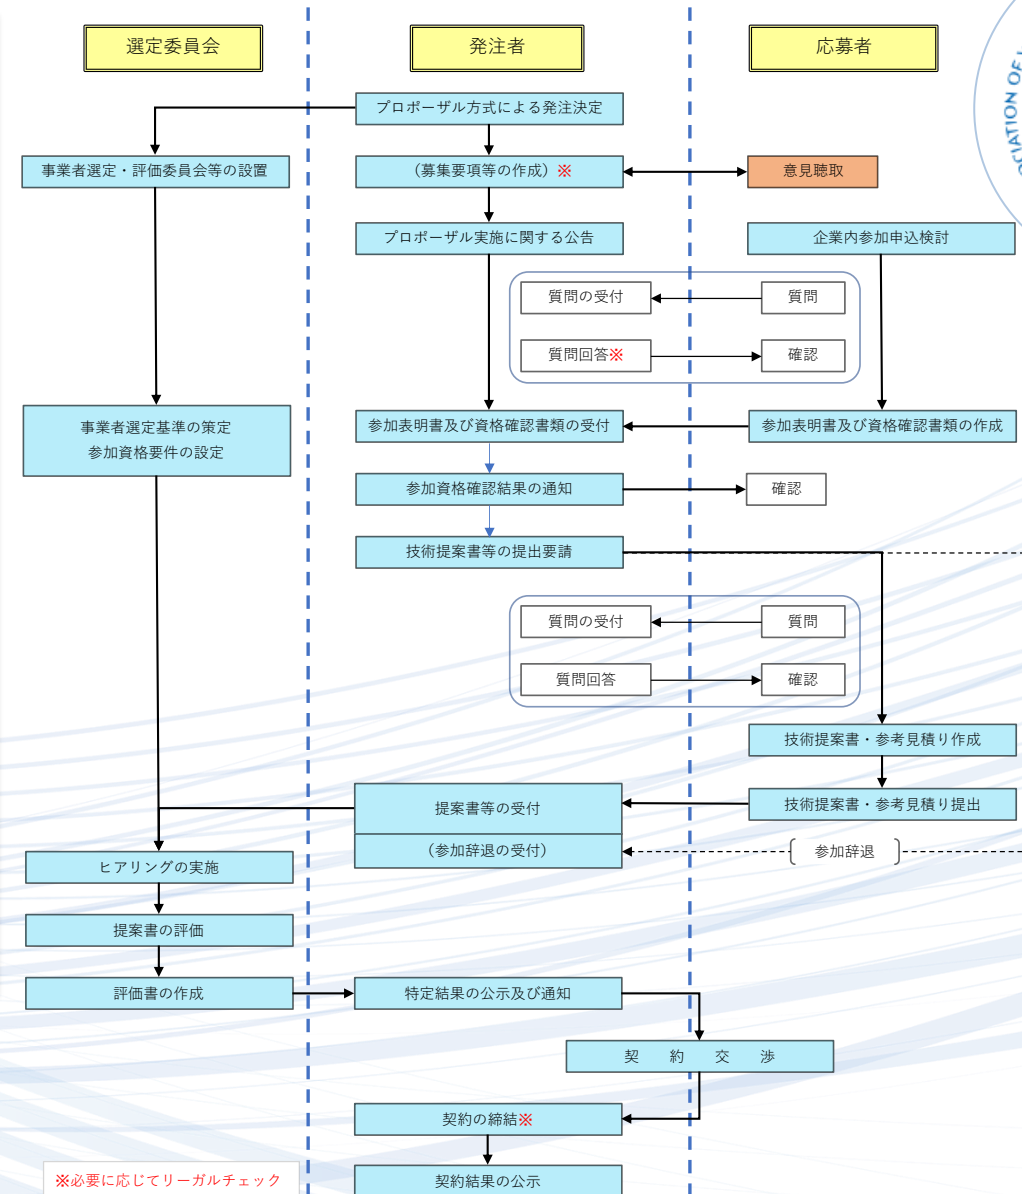 選定委員会
発注者
応募者
プロポーザル方式による発注決定
事業者選定・評価委員会等の設置
（募集要項等の作成）※
意見聴取
プロポーザル実施に関する公告
企業内参加申込検討
質問の受付
質問
質問回答※
確認
事業者選定基準の策定
参加資格要件の設定
参加表明書及び資格確認書類の受付
参加表明書及び資格確認書類の作成
参加資格確認結果の通知
確認
技術提案書等の提出要請
質問の受付
質問
質問回答
確認
技術提案書・参考見積り作成
提案書等の受付
技術提案書・参考見積り提出
（参加辞退の受付）
参加辞退
ヒアリングの実施
提案書の評価
評価書の作成
特定結果の公示及び通知
契　約　交　渉
契約の締結※
※必要に応じてリーガルチェック
契約結果の公示